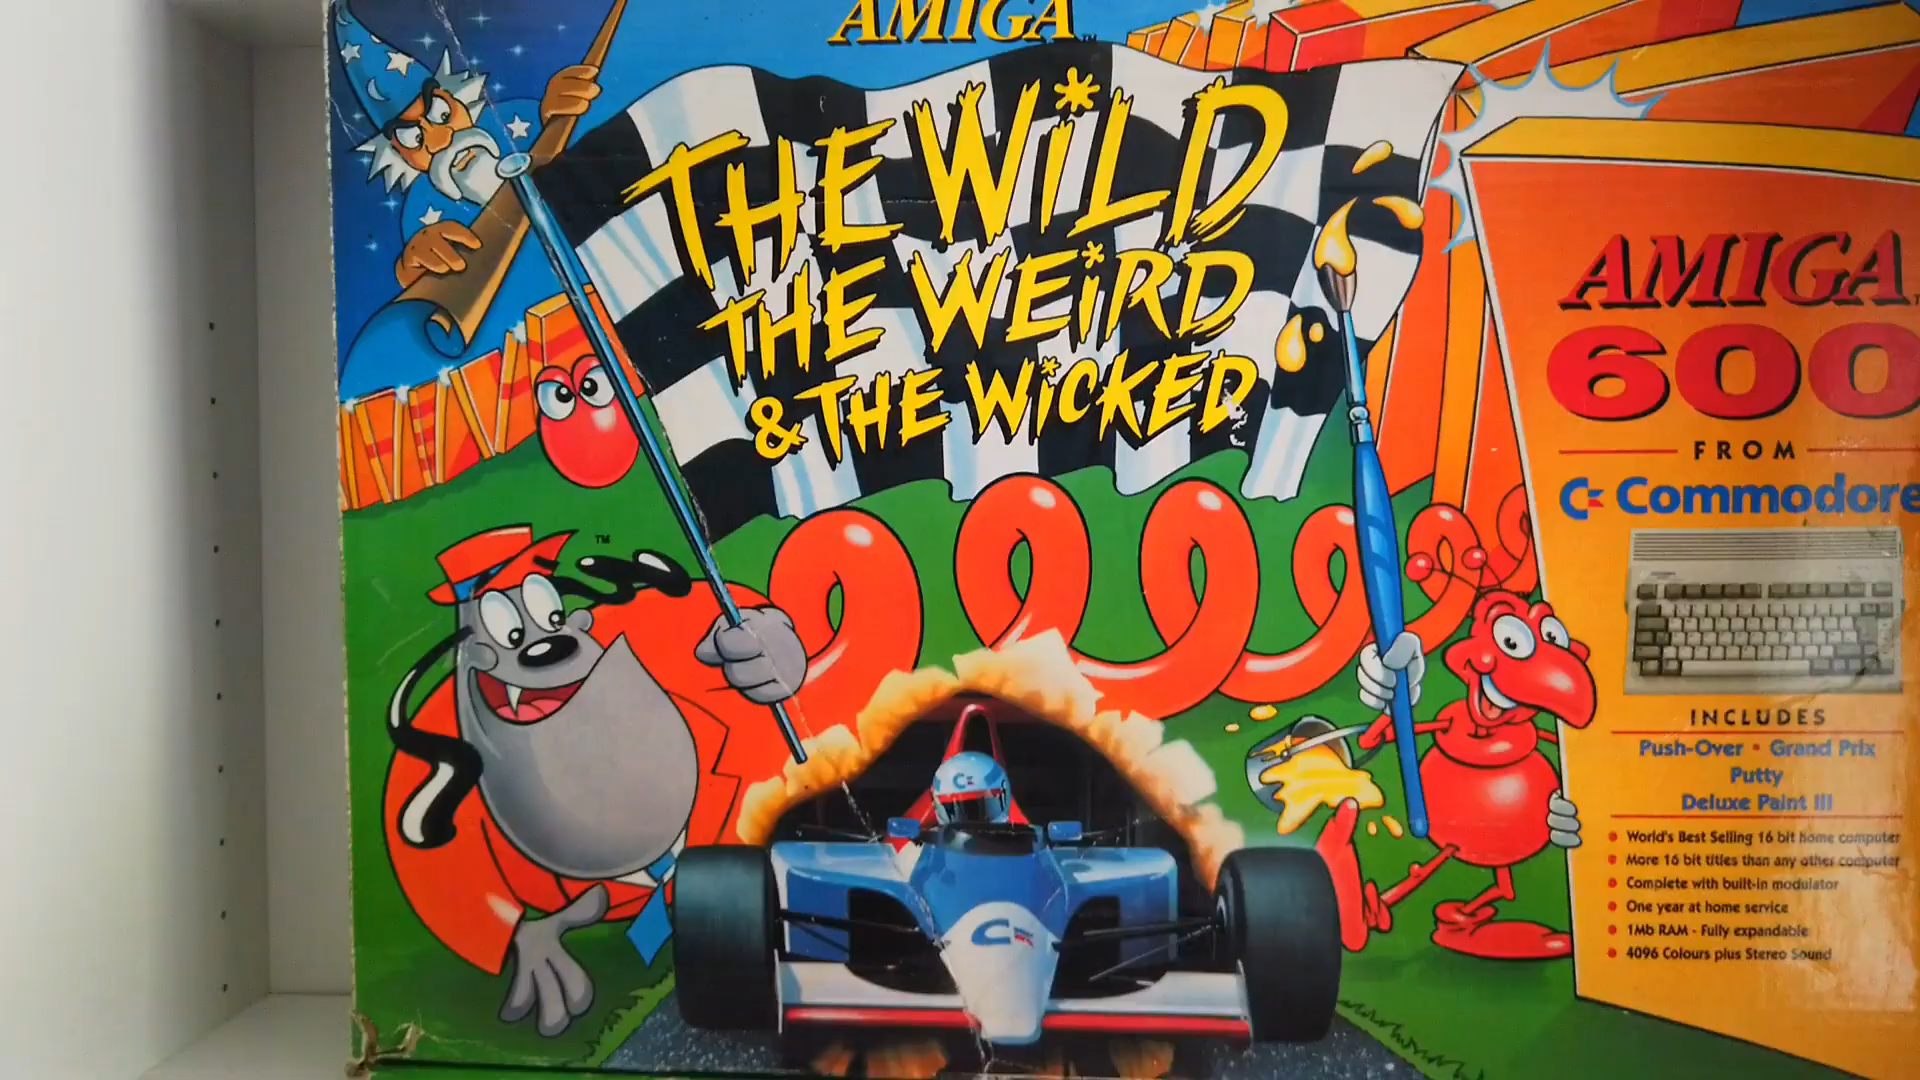 AMIGA™
THE WiLD
THE WEiRD
& THE WiCKED
TM
AMIGA
600
FROM
C= Commodore
INCLUDES
Push-Over • Grand Prix
Putty
Deluxe Paint III
• World's Best Selling 16 bit home computer
• More 16 bit titles than any other computer
• Complete with built-in modulator
• One year at home service
• 1Mb RAM - Fully expandable
• 4096 Colours plus Stereo Sound